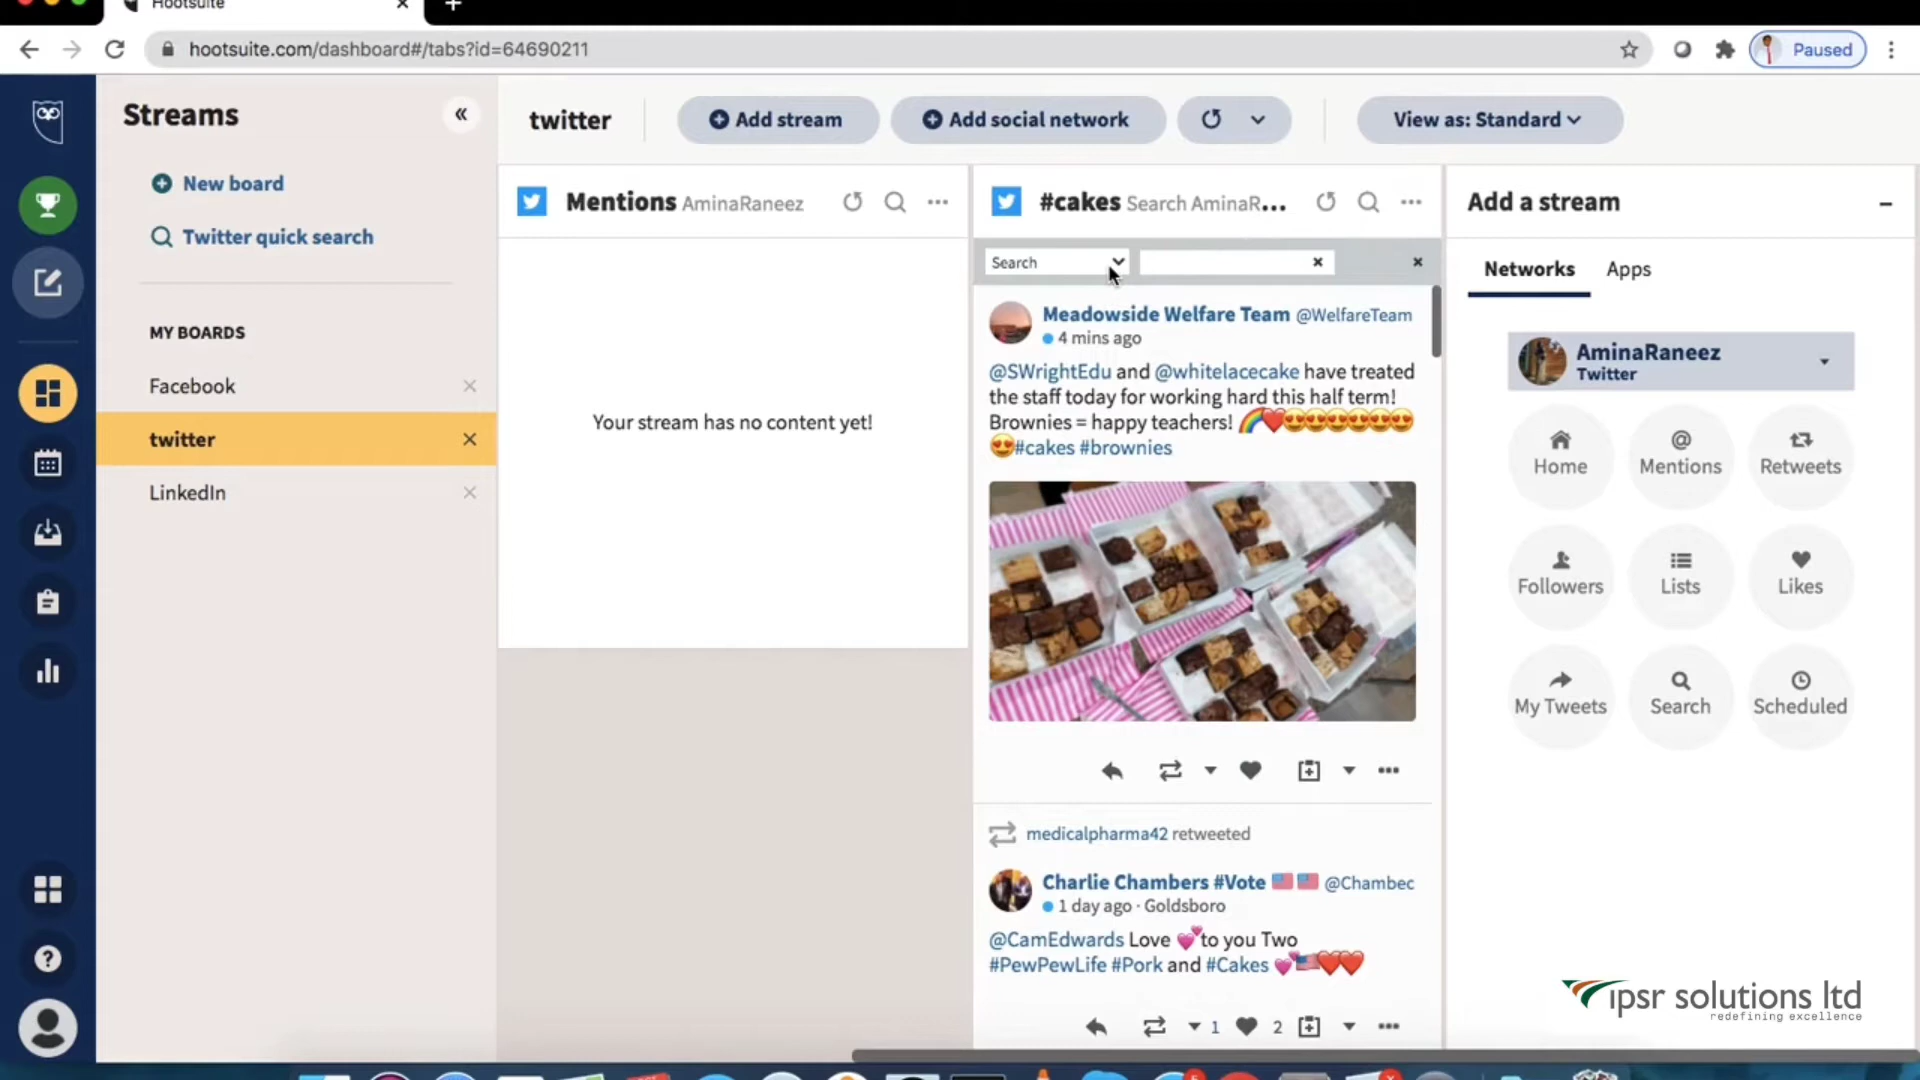 Hootsuite
hootsuite.com/dashboard#/tabs?id=64690211
Paused
Streams
New board
Twitter quick search
MY BOARDS
Facebook
twitter
LinkedIn
twitter
Add stream
Add social network
View as: Standard
Mentions AminaRaneez
Your stream has no content yet!
#cakes Search AminaR...
Search
Meadowside Welfare Team @WelfareTeam
4 mins ago
@SWrightEdu and @whitelacecake have treated
the staff today for working hard this half term!
Brownies = happy teachers! 🌈❤️😍😍😍😍😍😍
😍#cakes #brownies
medicalpharma42 retweeted
Charlie Chambers #Vote 🇺🇸 🇺🇸 @Chambec
1 day ago · Goldsboro
@CamEdwards Love 💕to you Two
#PewPewLife #Pork and #Cakes 💕🇺🇸❤️❤️
1 2
Add a stream
Networks Apps
AminaRaneez
Twitter
Home Mentions Retweets
Followers Lists Likes
My Tweets Search Scheduled
ipsr solutions ltd
redefining excellence